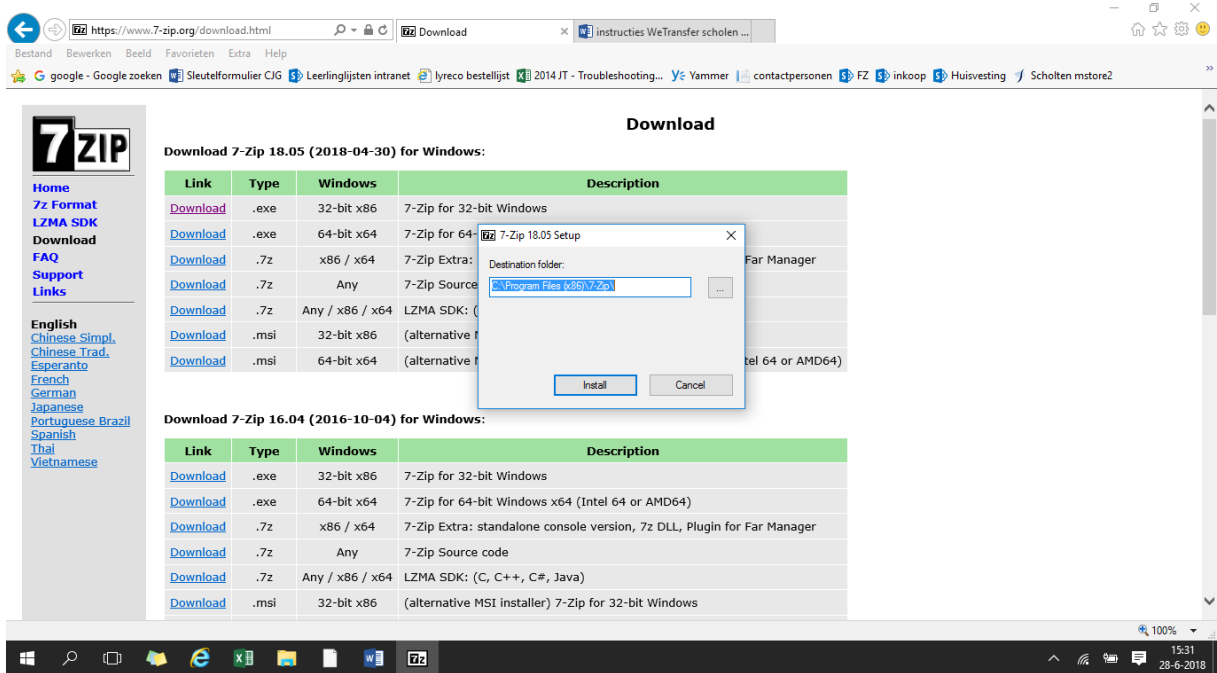 https://www.7-zip.org/download.html
Download
instructies WeTransfer scholen ...
Bestand Bewerken Beeld Favorieten Extra Help
G google - Google zoeken Sleutelformulier CJG Leerlinglijsten intranet lyreco bestellijst 2014 JT - Troubleshooting... Yammer contactpersonen FZ inkoop Huisvesting Scholten mstore2
7ZIP
Home
7z Format
LZMA SDK
Download
FAQ
Support
Links
English
Chinese Simpl.
Chinese Trad.
Esperanto
French
German
Japanese
Portuguese Brazil
Spanish
Thai
Vietnamese
Download
Download 7-Zip 18.05 (2018-04-30) for Windows:
Link Type Windows Description
Download .exe 32-bit x86 7-Zip for 32-bit Windows
Download .exe 64-bit x64 7-Zip for 64-
Download .7z x86 / x64 7-Zip Extra: Far Manager
Download .7z Any 7-Zip Source
Download .7z Any / x86 / x64 LZMA SDK: (
Download .msi 32-bit x86 (alternative
Download .msi 64-bit x64 (alternative tel 64 or AMD64)
7-Zip 18.05 Setup
Destination folder:
C:\Program Files (x86)\7-Zip\
...
Install Cancel
Download 7-Zip 16.04 (2016-10-04) for Windows:
Link Type Windows Description
Download .exe 32-bit x86 7-Zip for 32-bit Windows
Download .exe 64-bit x64 7-Zip for 64-bit Windows x64 (Intel 64 or AMD64)
Download .7z x86 / x64 7-Zip Extra: standalone console version, 7z DLL, Plugin for Far Manager
Download .7z Any 7-Zip Source code
Download .7z Any / x86 / x64 LZMA SDK: (C, C++, C#, Java)
Download .msi 32-bit x86 (alternative MSI installer) 7-Zip for 32-bit Windows
100%
15:31
28-6-2018